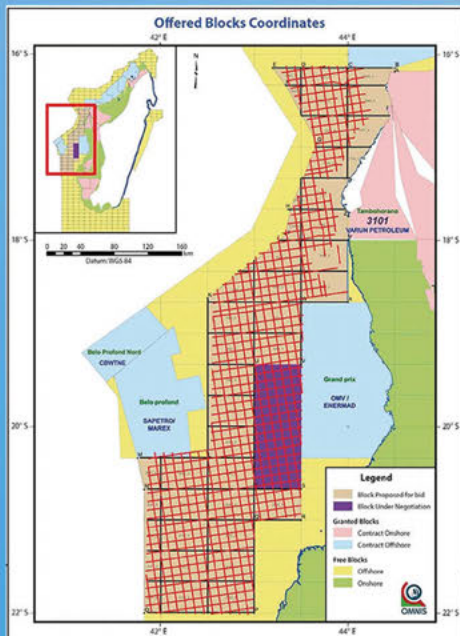 Offered Blocks Coordinates
42°E
44°E
16°S
16°S
N
0 20 40 80 120 160
km
Datum:WGS 84
Tambohorano
3101
VARUN PETROLEUM
18°S
18°S
Belo Profond Nord
CBWTNE
Belo profond
SAPETRO/
MAREX
Grand prix
OMV /
ENERMAD
20°S
20°S
Legend
Block Proposed for bid
Block Under Negotiation
Granted Blocks
Contract Onshore
Contract Offshore
Free Blocks
Offshore
Onshore
OMNIS
22°S
22°S
42°E
44°E